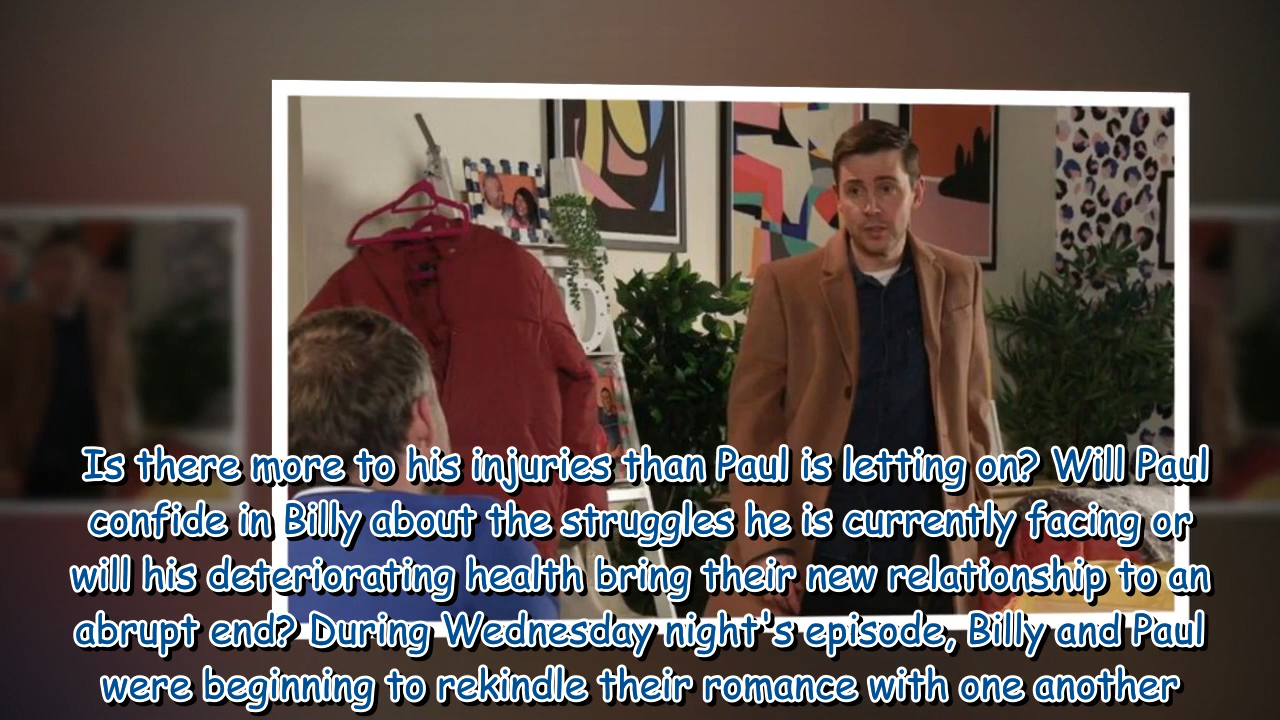 Is there more to his injuries than Paul is letting on? Will Paul
confide in Billy about the struggles he is currently facing or
will his deteriorating health bring their new relationship to an
abrupt end? During Wednesday night's episode, Billy and Paul
were beginning to rekindle their romance with one another